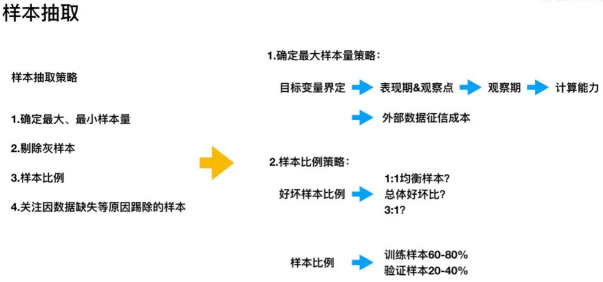 样本抽取
样本抽取策略
1.确定最大、最小样本量
2.剔除灰样本
3.样本比例
4.关注因数据缺失等原因踢除的样本
1.确定最大样本量策略:
目标变量界定 表现期&观察点 观察期 计算能力
外部数据征信成本
2.样本比例策略:
好坏样本比例
1:1均衡样本?
总体好坏比?
3:1?
样本比例
训练样本60-80%
验证样本20-40%